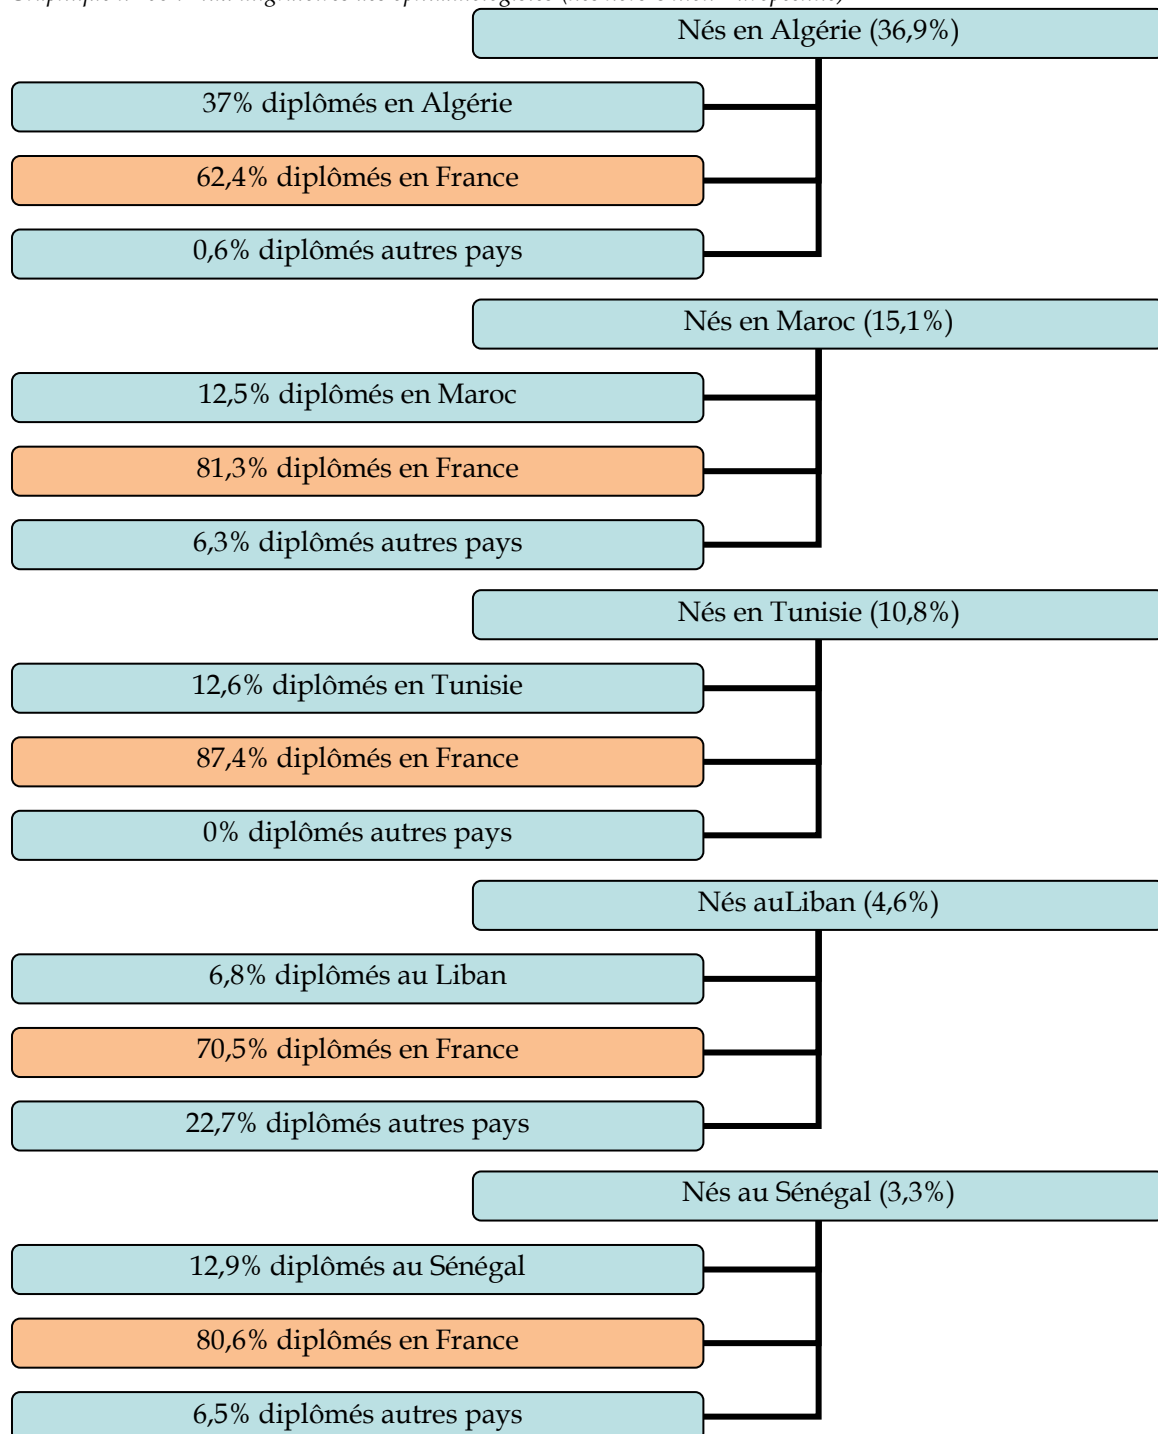 Nés en Algérie (36,9%)
37% diplômés en Algérie
62,4% diplômés en France
0,6% diplômés autres pays
Nés en Maroc (15,1%)
12,5% diplômés en Maroc
81,3% diplômés en France
6,3% diplômés autres pays
Nés en Tunisie (10,8%)
12,6% diplômés en Tunisie
87,4% diplômés en France
0% diplômés autres pays
Nés auLiban (4,6%)
6,8% diplômés au Liban
70,5% diplômés en France
22,7% diplômés autres pays
Nés au Sénégal (3,3%)
12,9% diplômés au Sénégal
80,6% diplômés en France
6,5% diplômés autres pays